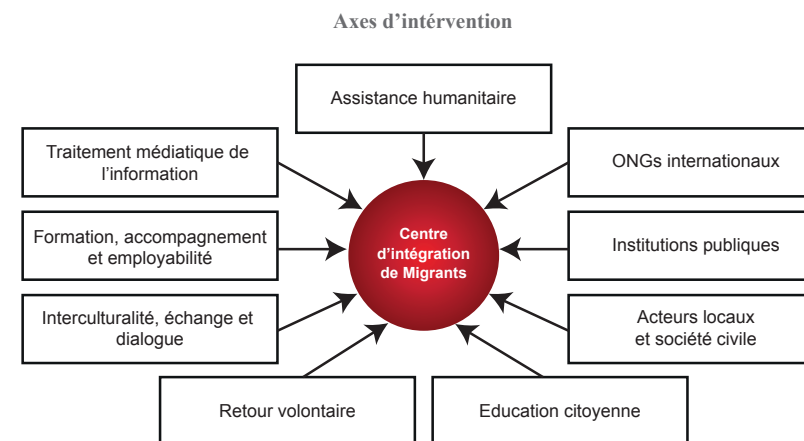 Axes d’intérvention
Assistance humanitaire
Traitement médiatique de
l’information
ONGs internationaux
Formation, accompagnement
et employabilité
Centre
d’intégration
de Migrants
Institutions publiques
Interculturalité, échange et
dialogue
Acteurs locaux
et société civile
Retour volontaire
Education citoyenne